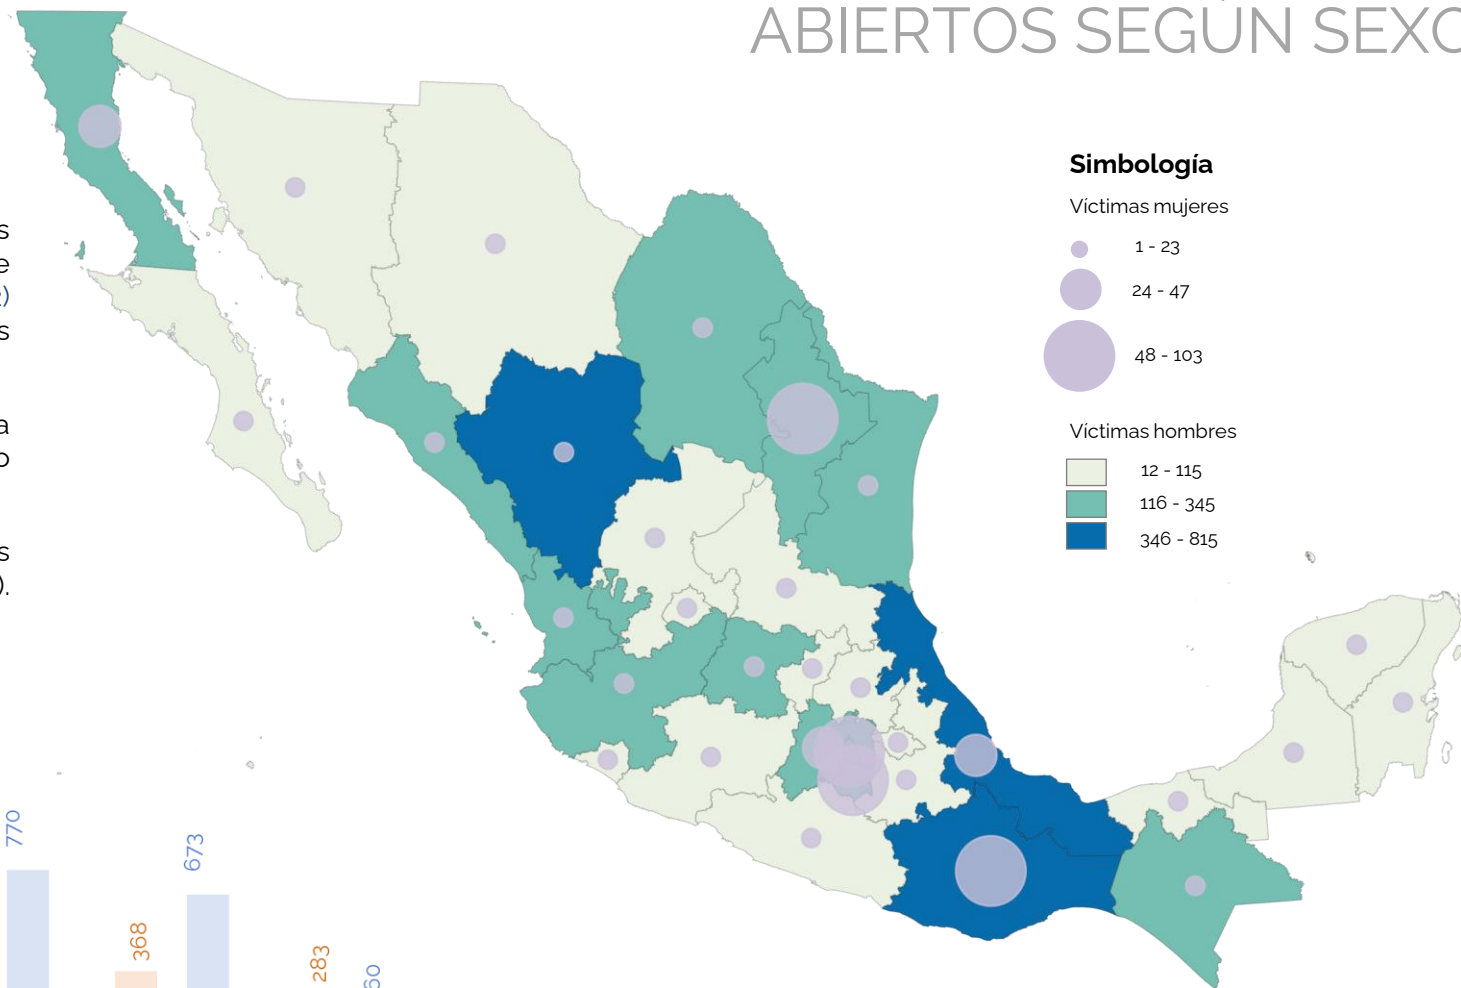 ABIERTOS SEGÚN SEXO
Simbología
Víctimas mujeres
1 - 23
24 - 47
48 - 103
Víctimas hombres
12 - 115
116 - 345
346 - 815
s
e
)
s
a
o
s
).
770
368
673
283
60